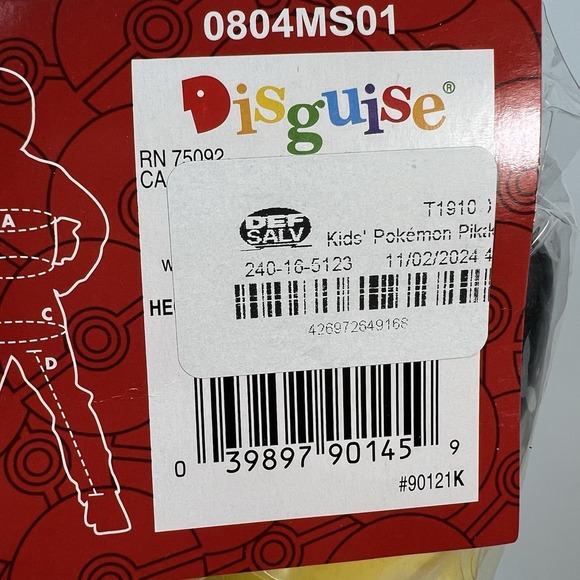 0804MS01
Disguise®
RN 75092
CA
DEF
SALV
T1910
Kids' Pokémon
240-16-5123 11/02/2024 4
W
HE
426972649168
A
C
D
0 39897 90145 9
#90121K